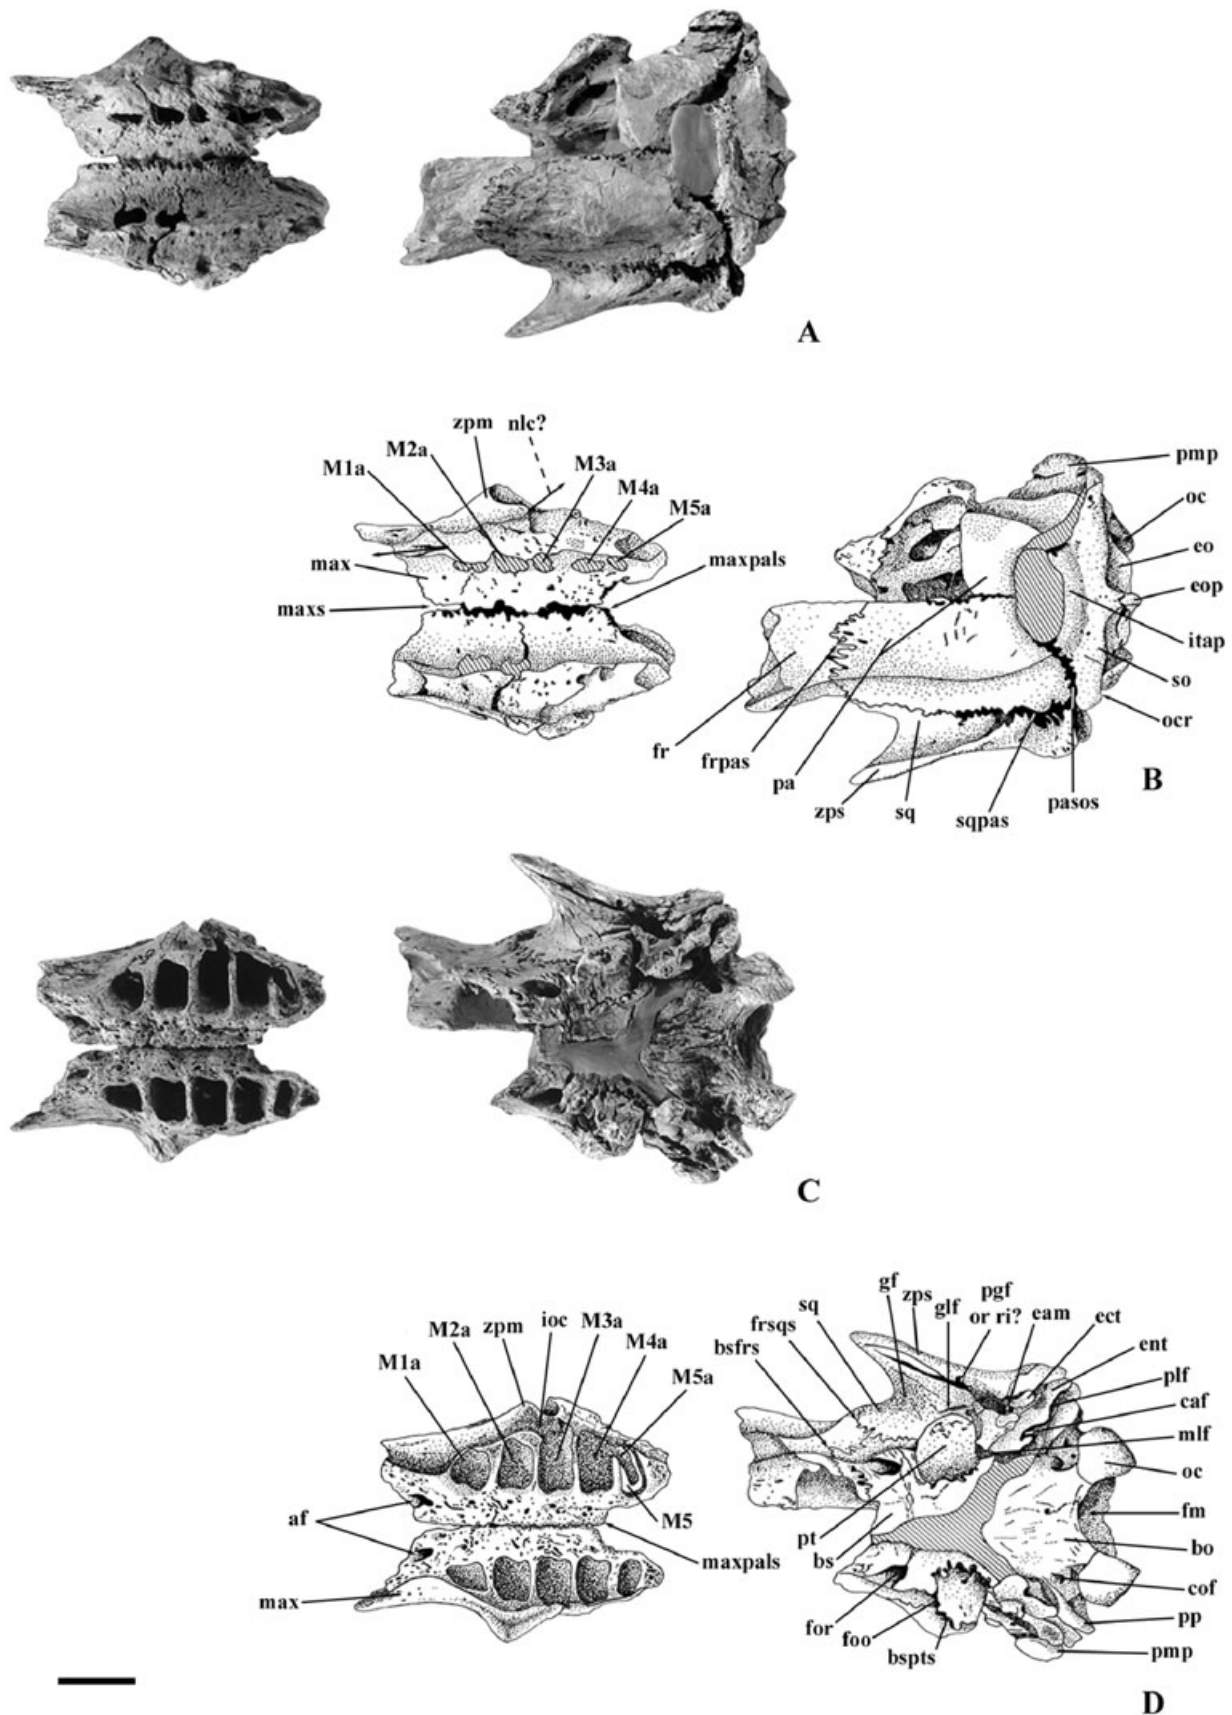 A
zpm
nlc?
M2a
M3a
M1a
M4a
M5a
max
maxpals
maxs
pmp
oc
eo
eop
itap
so
ocr
fr
frpas
pa
zps
sq
sqpas
pasos
B
C
gf
zps
pgf
or ri?
glf
eam
ect
sq
frsqs
bsfrs
ent
plf
caf
mlf
oc
fm
bo
cof
pp
pmp
pt
bs
for
foo
bspts
M2a
zpm
ioc
M3a
M4a
M1a
M5a
af
M5
maxpals
max
D